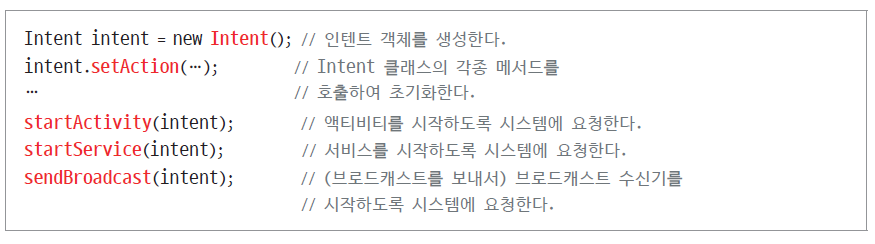 Intent intent = new Intent(); // 인텐트 객체를 생성한다.
intent.setAction(…); // Intent 클래스의 각종 메서드를
… // 호출하여 초기화한다.
startActivity(intent); // 액티비티를 시작하도록 시스템에 요청한다.
startService(intent); // 서비스를 시작하도록 시스템에 요청한다.
sendBroadcast(intent); // (브로드캐스트를 보내서) 브로드캐스트 수신기를
// 시작하도록 시스템에 요청한다.